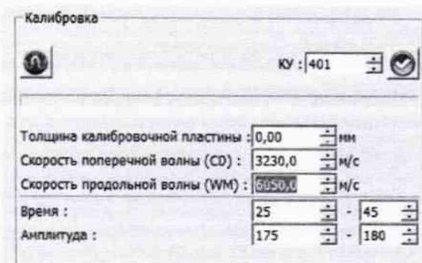 Калибровка
КУ : 401
Толщина калибровочной пластины : 0,00 мм
Скорость поперечной волны (CD) : 3230,0 м/с
Скорость продольной волны (WM) : 6050,0 м/с
Время : 25 - 45
Амплитуда : 175 - 180